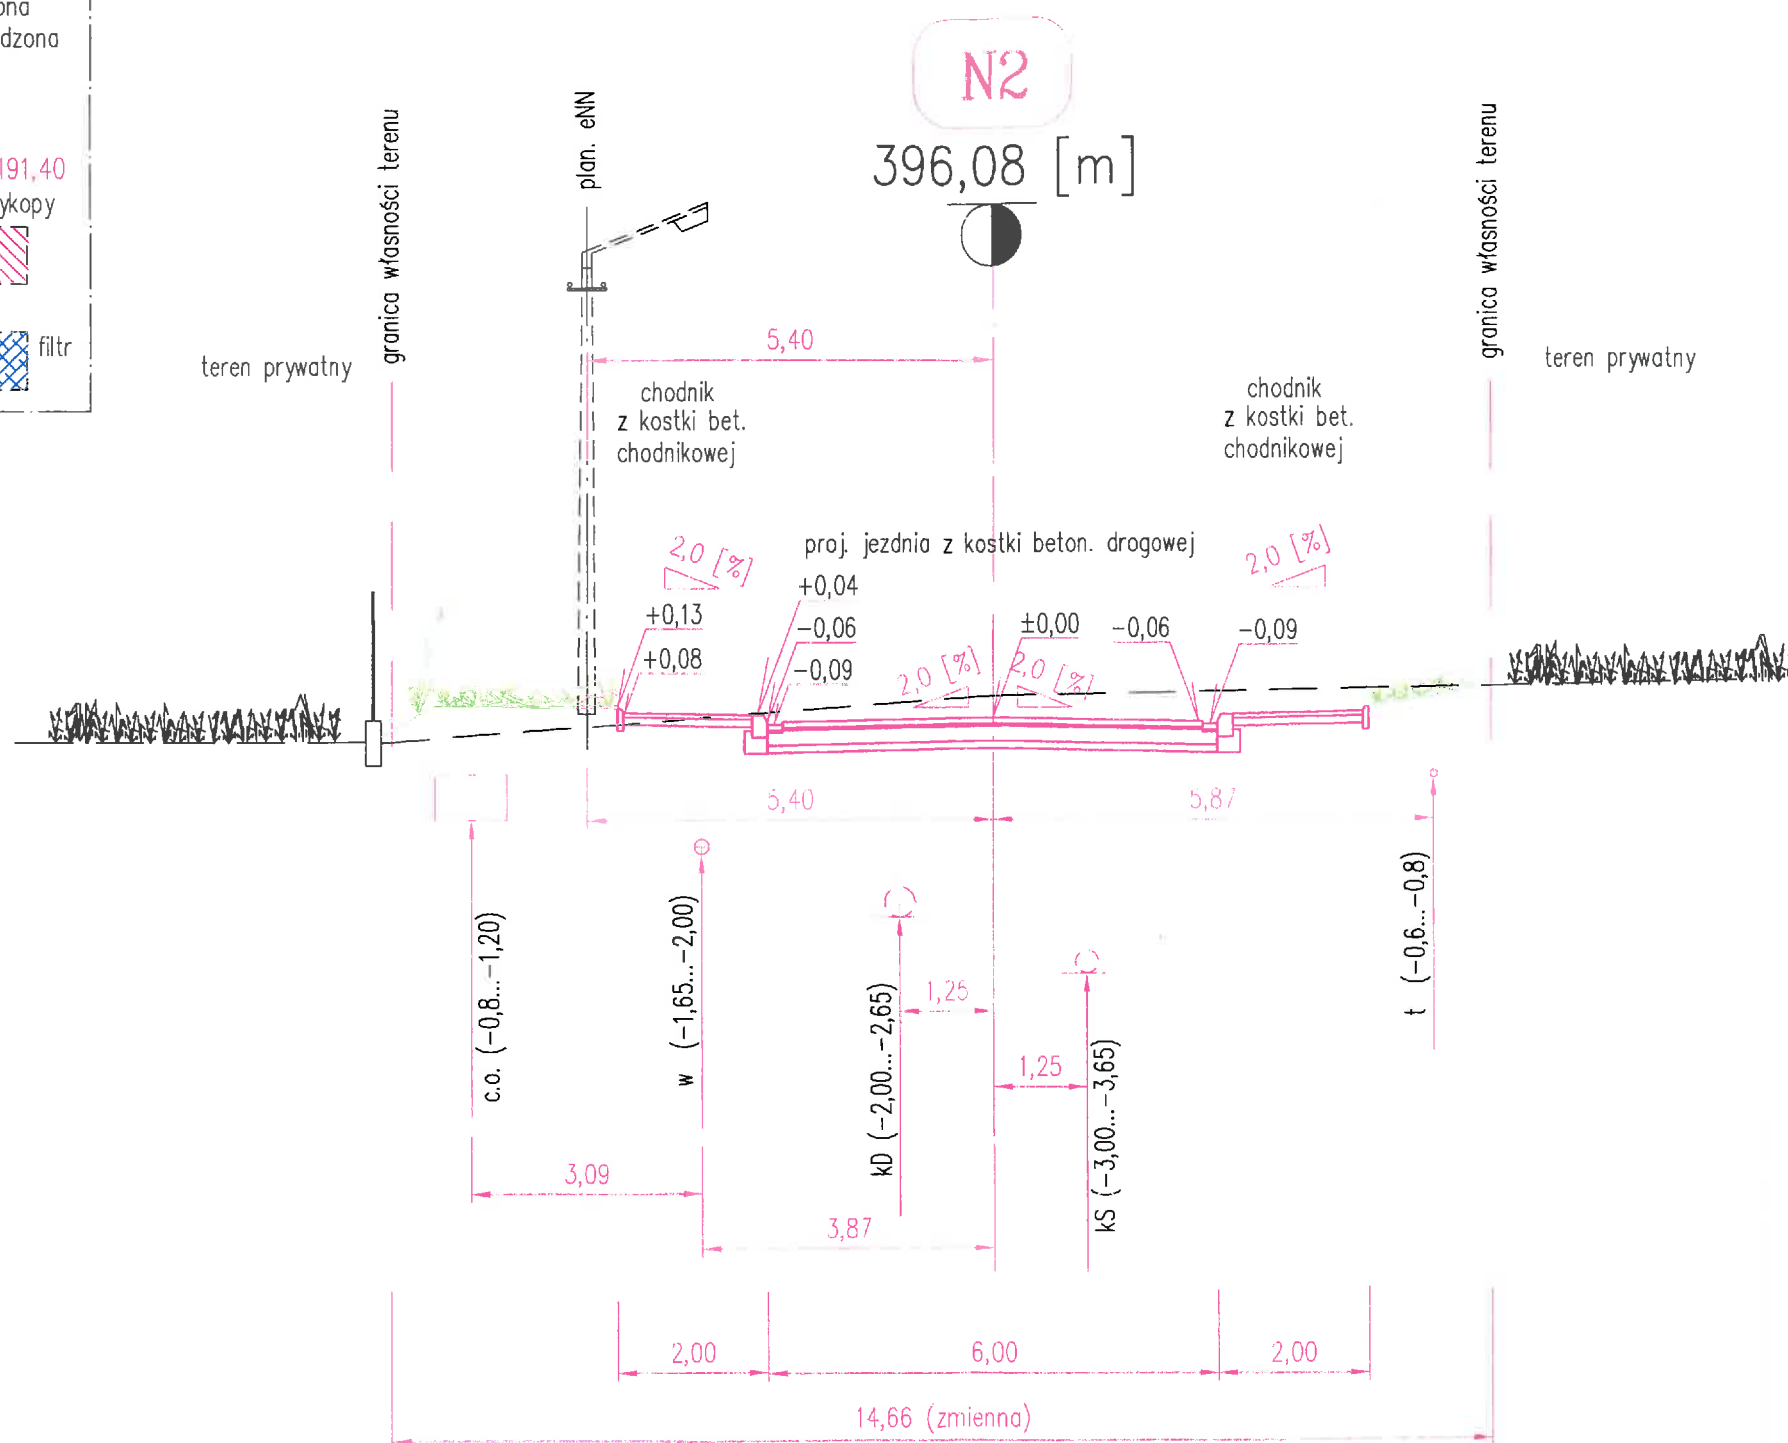 dzona
191,40
ykopy
filtr
N2
396,08 [m]
granica własności terenu
plan. eNN
granica własności terenu
teren prywatny
teren prywatny
5,40
chodnik
z kostki bet.
chodnikowej
chodnik
z kostki bet.
chodnikowej
proj. jezdnia z kostki beton. drogowej
2,0 [%]
2,0 [%]
+0,04
+0,13
-0,06
±0,00
-0,06
-0,09
+0,08
-0,09
2,0 [%]
2,0 [%]
5,40
5,87
c.o. (-0,8...-1,20)
w (-1,65...-2,00)
kD (-2,00...-2,65)
kS (-3,00...-3,65)
t (-0,6...-0,8)
1,25
1,25
3,09
3,87
2,00
6,00
2,00
14,66 (zmienna)